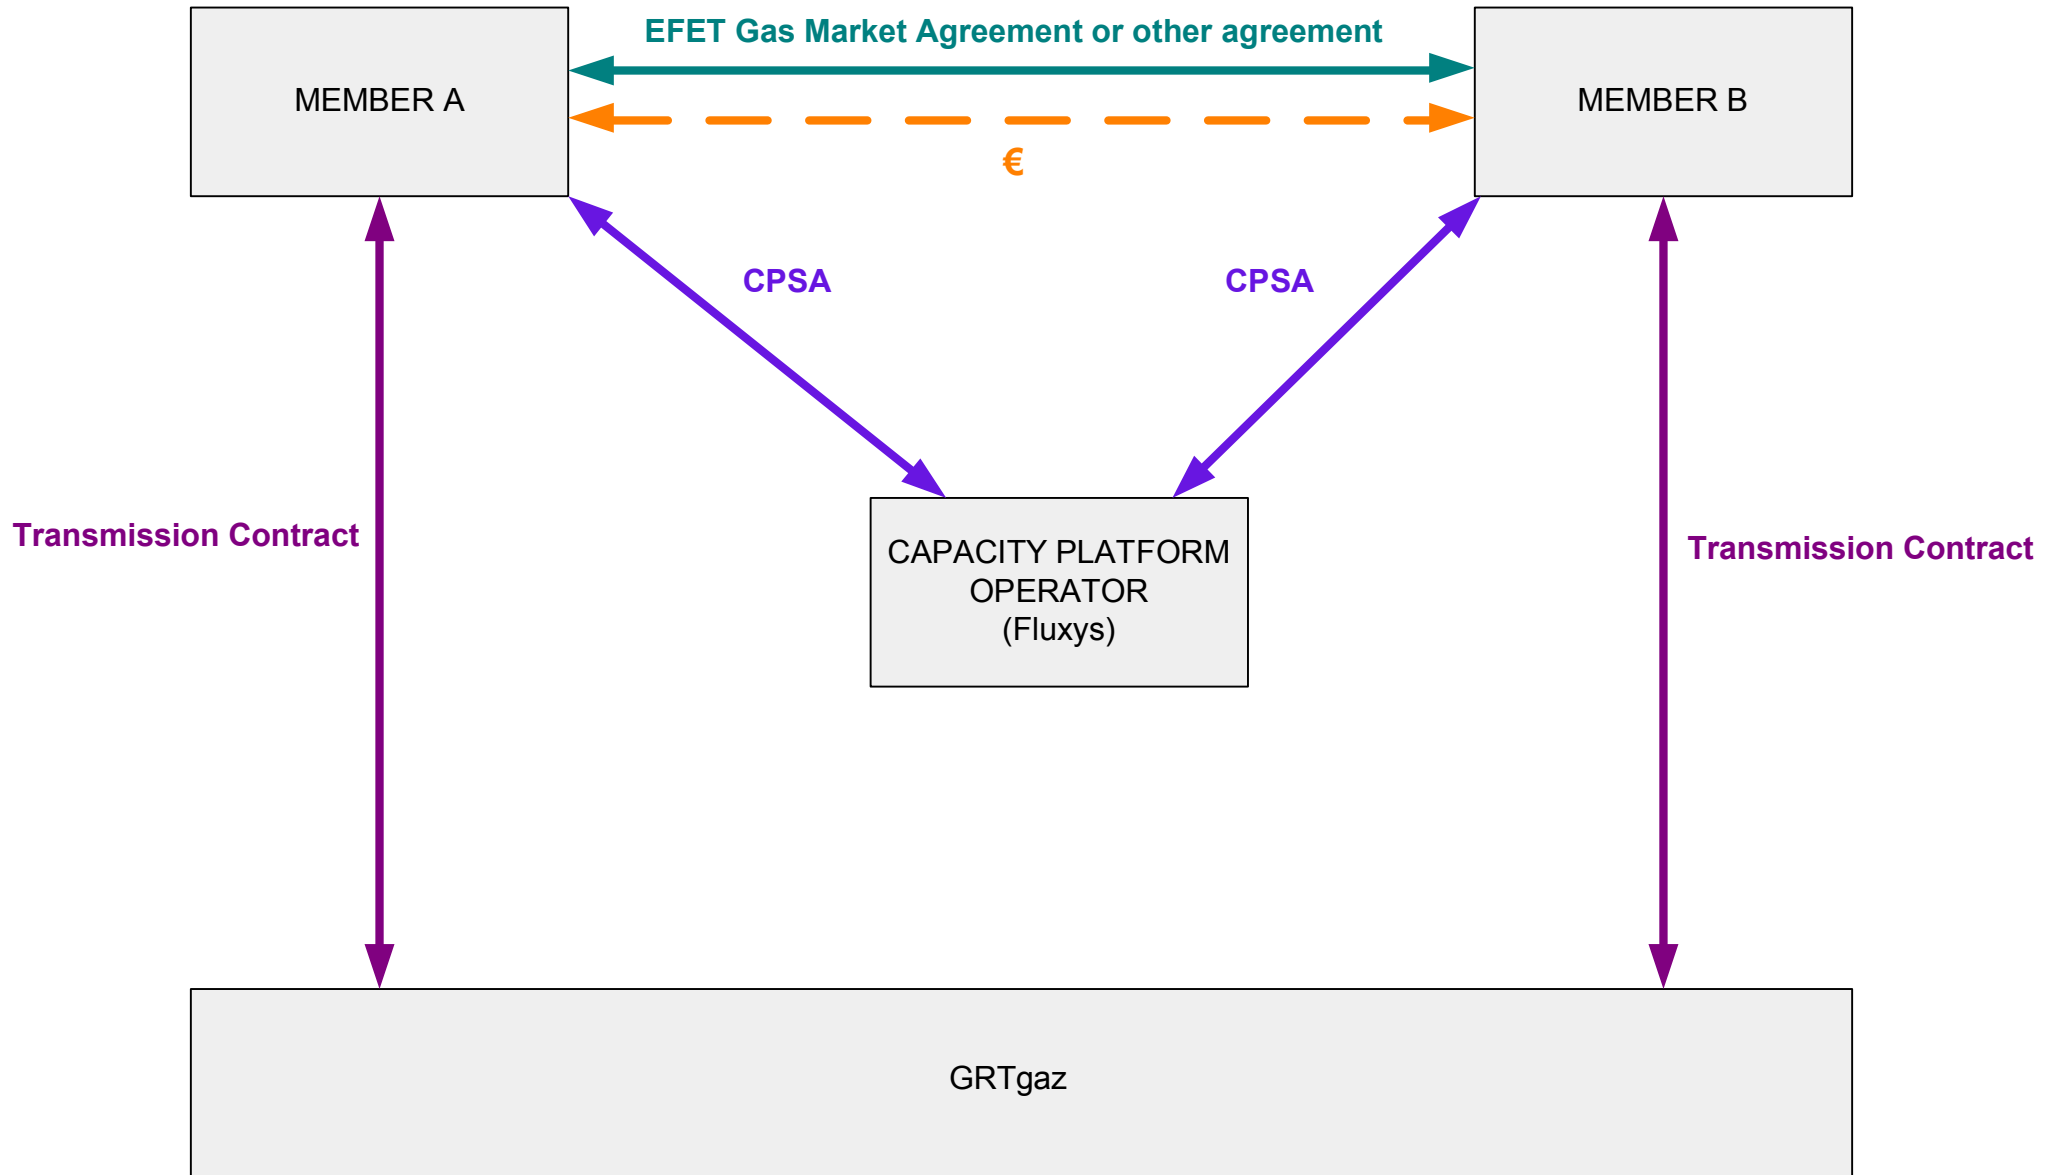 EFET Gas Market Agreement or other agreement
MEMBER A
MEMBER B
€
CPSA
CPSA
Transmission Contract
Transmission Contract
CAPACITY PLATFORM
OPERATOR
(Fluxys)
GRTgaz